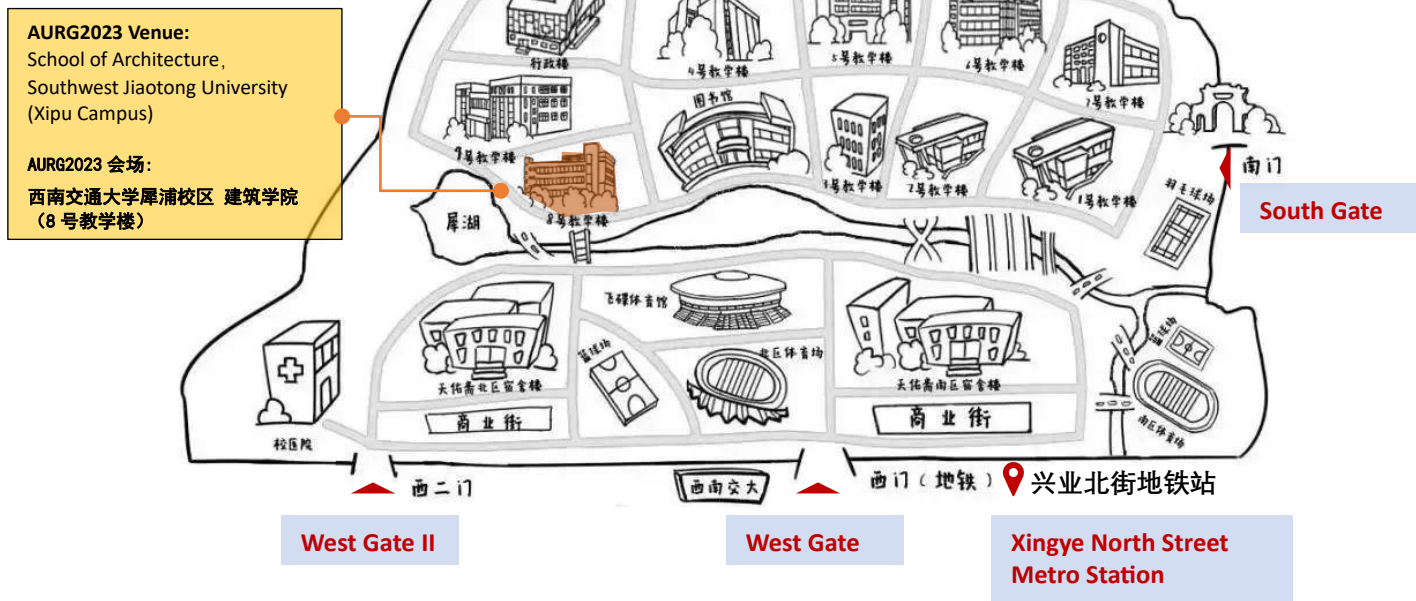 AURG2023 Venue:
School of Architecture,
Southwest Jiaotong University
(Xipu Campus)
AURG2023 会场:
西南交通大学犀浦校区 建筑学院
（8 号教学楼）
行政楼
4号教学楼
5号教学楼
6号教学楼
7号教学楼
图书馆
9号教学楼
8号教学楼
3号教学楼
2号教学楼
1号教学楼
南门
South Gate
羽毛球场
犀湖
飞碟体育馆
篮球场
北区体育场
天佑斋北区宿舍楼
天佑斋南区宿舍楼
商业街
商业街
南区体育场
校医院
西二门
西南交大
西门（地铁）
兴业北街地铁站
West Gate II
West Gate
Xingye North Street
Metro Station